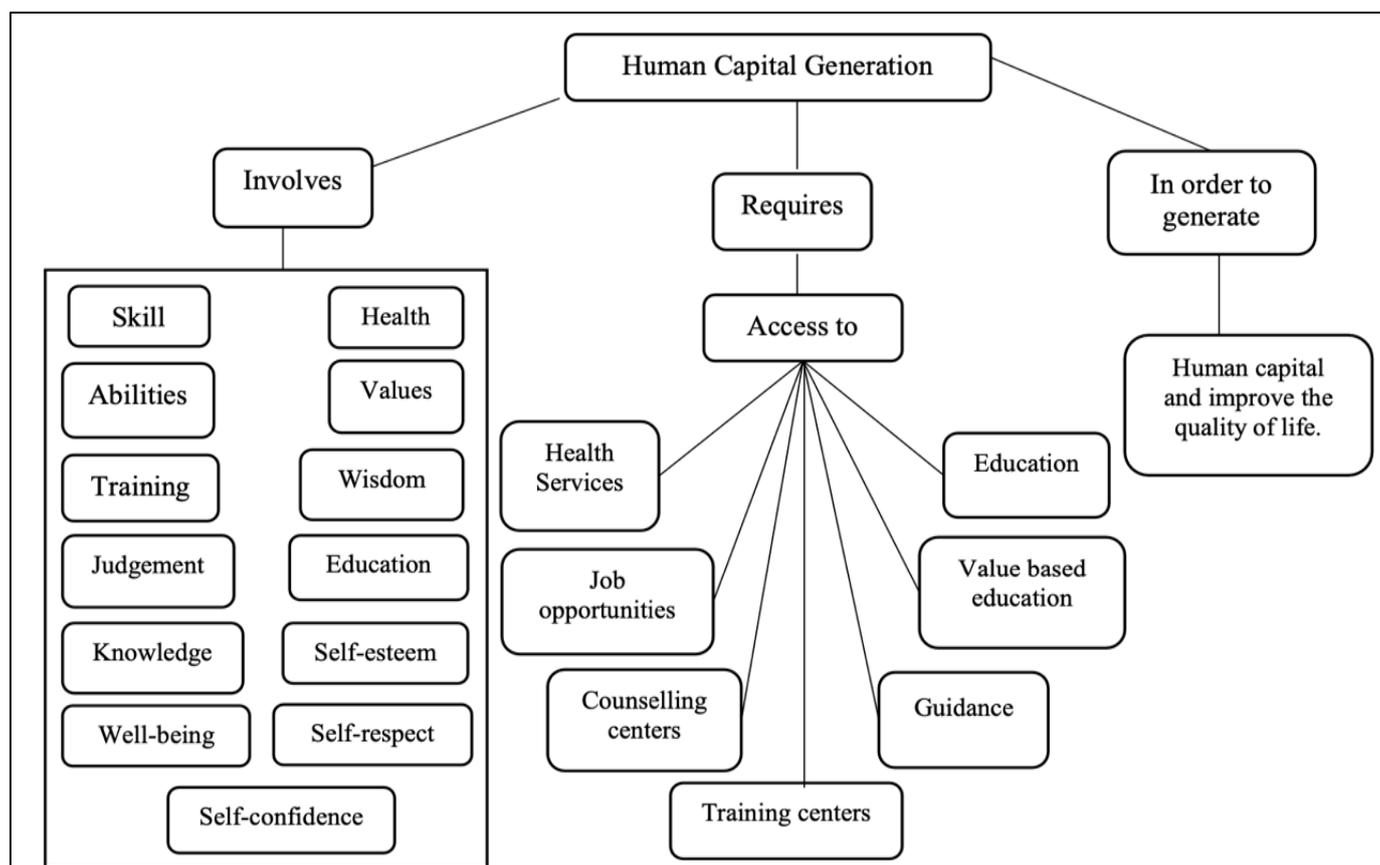 Human Capital Generation
Involves
Requires
In order to
generate
Skill
Health
Abilities
Values
Training
Wisdom
Judgement
Education
Knowledge
Self-esteem
Well-being
Self-respect
Self-confidence
Access to
Health
Services
Job
opportunities
Counselling
centers
Training centers
Guidance
Value based
education
Education
Human capital
and improve the
quality of life.